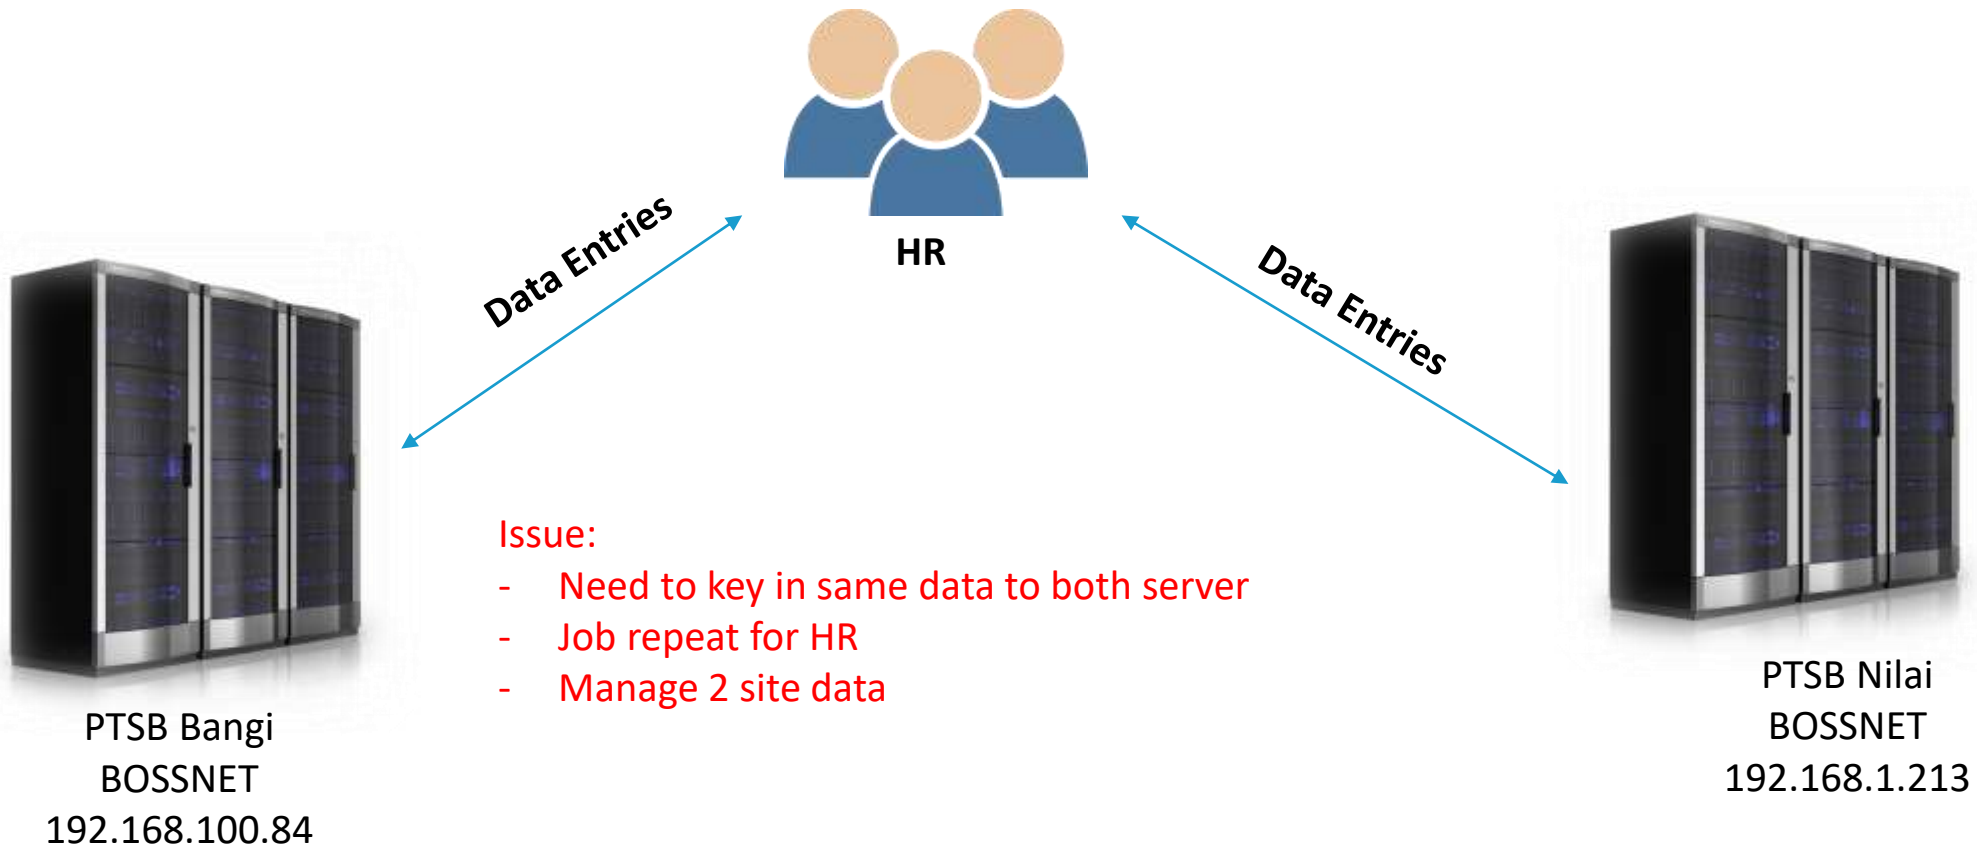 HR
Data Entries
Data Entries
Issue:
- Need to key in same data to both server
- Job repeat for HR
- Manage 2 site data
PTSB Bangi
BOSSNET
192.168.100.84
PTSB Nilai
BOSSNET
192.168.1.213